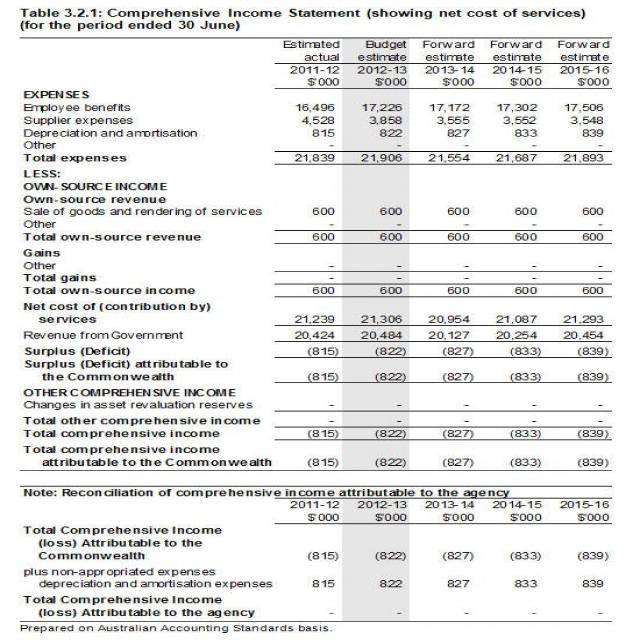 Table 3.2.1: Comprehensive Income Statement (showing net cost of services)
(for the period ended 30 June)
Estimated Budget Forward Forward Forward
actual estimate estimate estimate estimate
2011-12 2012-13 2013-14 2014-15 2015-16
$'000 $'000 $'000 $'000 $'000
EXPENSES
Employee benefits 16,496 17,226 17,172 17,302 17,506
Supplier expenses 4,528 3,858 3,555 3,552 3,548
Depreciation and amortisation 815 822 827 833 839
Other - - - - -
Total expenses 21,839 21,906 21,554 21,687 21,893
LESS:
OWN-SOURCE INCOME
Own-source revenue
Sale of goods and rendering of services 600 600 600 600 600
Other - - - - -
Total own-source revenue 600 600 600 600 600
Gains
Other - - - - -
Total gains - - - - -
Total own-source income 600 600 600 600 600
Net cost of (contribution by)
services 21,239 21,306 20,954 21,087 21,293
Revenue from Government 20,424 20,484 20,127 20,254 20,454
Surplus (Deficit) (815) (822) (827) (833) (839)
Surplus (Deficit) attributable to
the Commonwealth (815) (822) (827) (833) (839)
OTHER COMPREHENSIVE INCOME
Changes in asset revaluation reserves - - - - -
Total other comprehensive income - - - - -
Total comprehensive income (815) (822) (827) (833) (839)
Total comprehensive income
attributable to the Commonwealth (815) (822) (827) (833) (839)
Note: Reconciliation of comprehensive income attributable to the agency
2011-12 2012-13 2013-14 2014-15 2015-16
$'000 $'000 $'000 $'000 $'000
Total Comprehensive Income
(loss) Attributable to the
Commonwealth (815) (822) (827) (833) (839)
plus non-appropriated expenses
depreciation and amortisation expenses 815 822 827 833 839
Total Comprehensive Income
(loss) Attributable to the agency - - - - -
Prepared on Australian Accounting Standards basis.